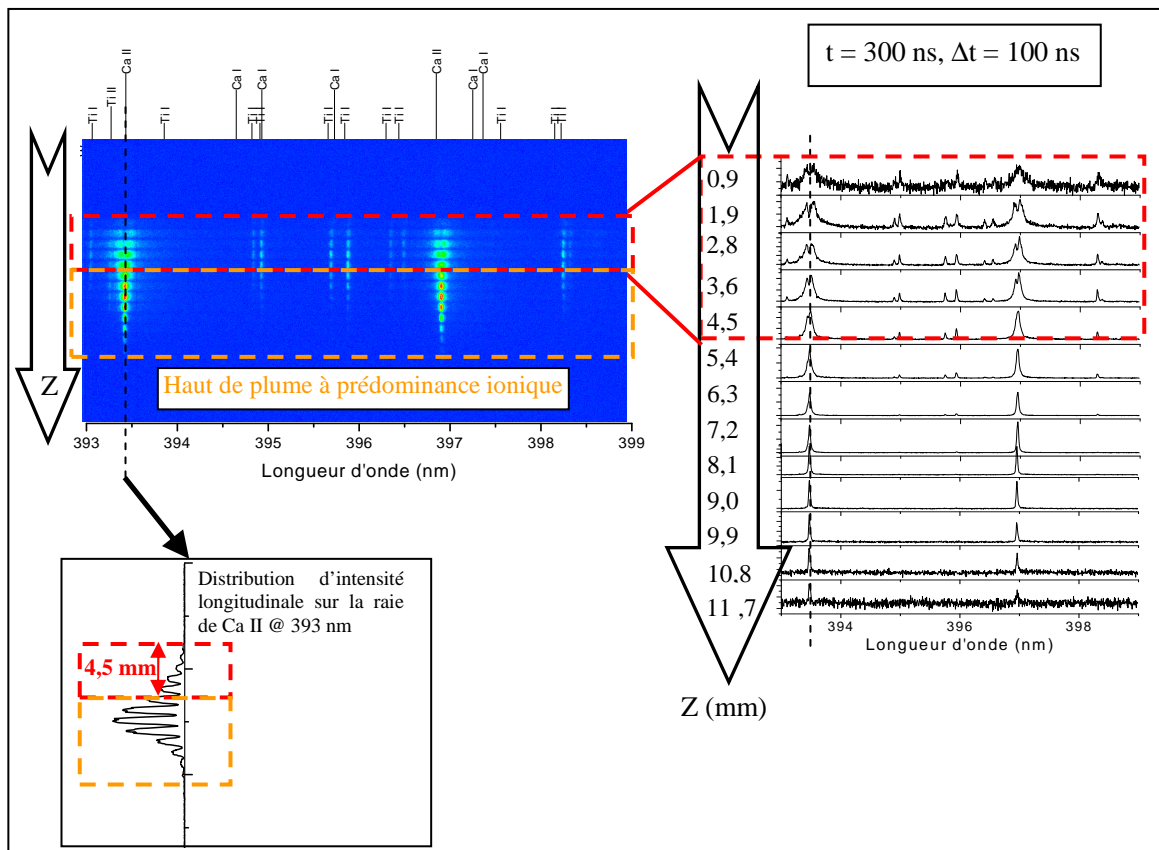 t = 300 ns, Δt = 100 ns
Ti I
Ti II
Ca II
Ti I
Ca I
Ti I
Ca I
Ti I
Ca I
Ti I
Ti I
Ti I
Ca II
Ca I
Ca I
Ti I
Ti I
Ti I
Z
Haut de plume à prédominance ionique
393 394 395 396 397 398 399
Longueur d'onde (nm)
0,9
1,9
2,8
3,6
4,5
5,4
6,3
7,2
8,1
9,0
9,9
10.8
11 ,7
394 396 398
Longueur d'onde (nm)
Z (mm)
Distribution d'intensité
longitudinale sur la raie
de Ca II @ 393 nm
4,5 mm